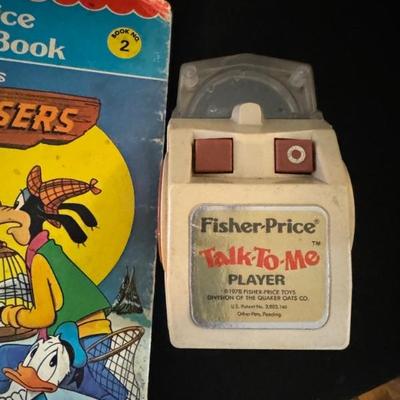 ice
Book
BOOK NO.
2
s
SERS
Fisher-Price®
Talk-To-Me™
PLAYER
©1978 FISHER-PRICE TOYS
DIVISION OF THE QUAKER OATS CO.
U.S. Patent No.
Other Pats. Pending